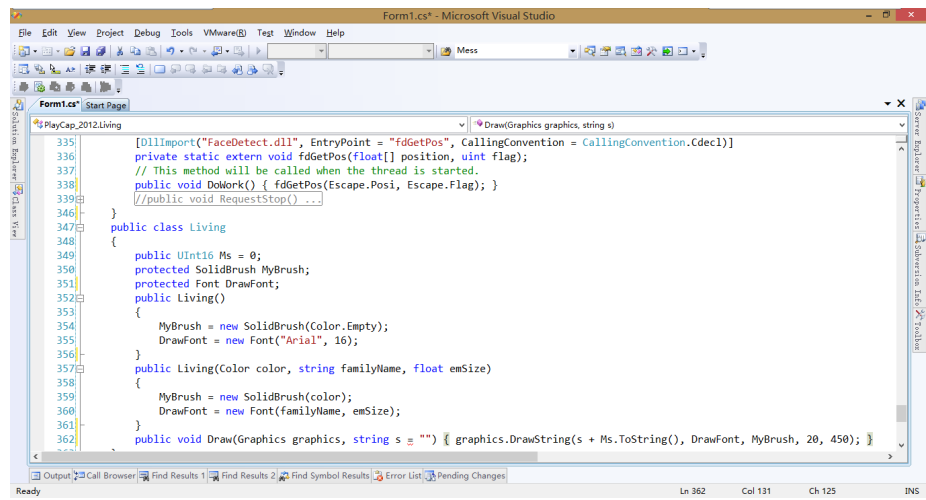 Form1.cs* - Microsoft Visual Studio
File Edit View Project Debug Tools VMware(R) Test Window Help
Mess
Form1.cs* Start Page
PlayCap_2012.Living Draw(Graphics graphics, string s)
335 [DllImport("FaceDetect.dll", EntryPoint = "fdGetPos", CallingConvention = CallingConvention.Cdecl)]
336 private static extern void fdGetPos(float[] position, uint flag);
337 // This method will be called when the thread is started.
338 public void DoWork() { fdGetPos(Escape.Posi, Escape.Flag); }
339 //public void RequestStop() ...
346 }
347 public class Living
348 {
349 public UInt16 Ms = 0;
350 protected SolidBrush MyBrush;
351 protected Font DrawFont;
352 public Living()
353 {
354 MyBrush = new SolidBrush(Color.Empty);
355 DrawFont = new Font("Arial", 16);
356 }
357 public Living(Color color, string familyName, float emSize)
358 {
359 MyBrush = new SolidBrush(color);
360 DrawFont = new Font(familyName, emSize);
361 }
362 public void Draw(Graphics graphics, string s = "") { graphics.DrawString(s + Ms.ToString(), DrawFont, MyBrush, 20, 450); }
Solution Explorer
Class View
Server Explorer
Properties
Subversion Info
Toolbox
Output Call Browser Find Results 1 Find Results 2 Find Symbol Results Error List Pending Changes
Ready Ln 362 Col 131 Ch 125 INS